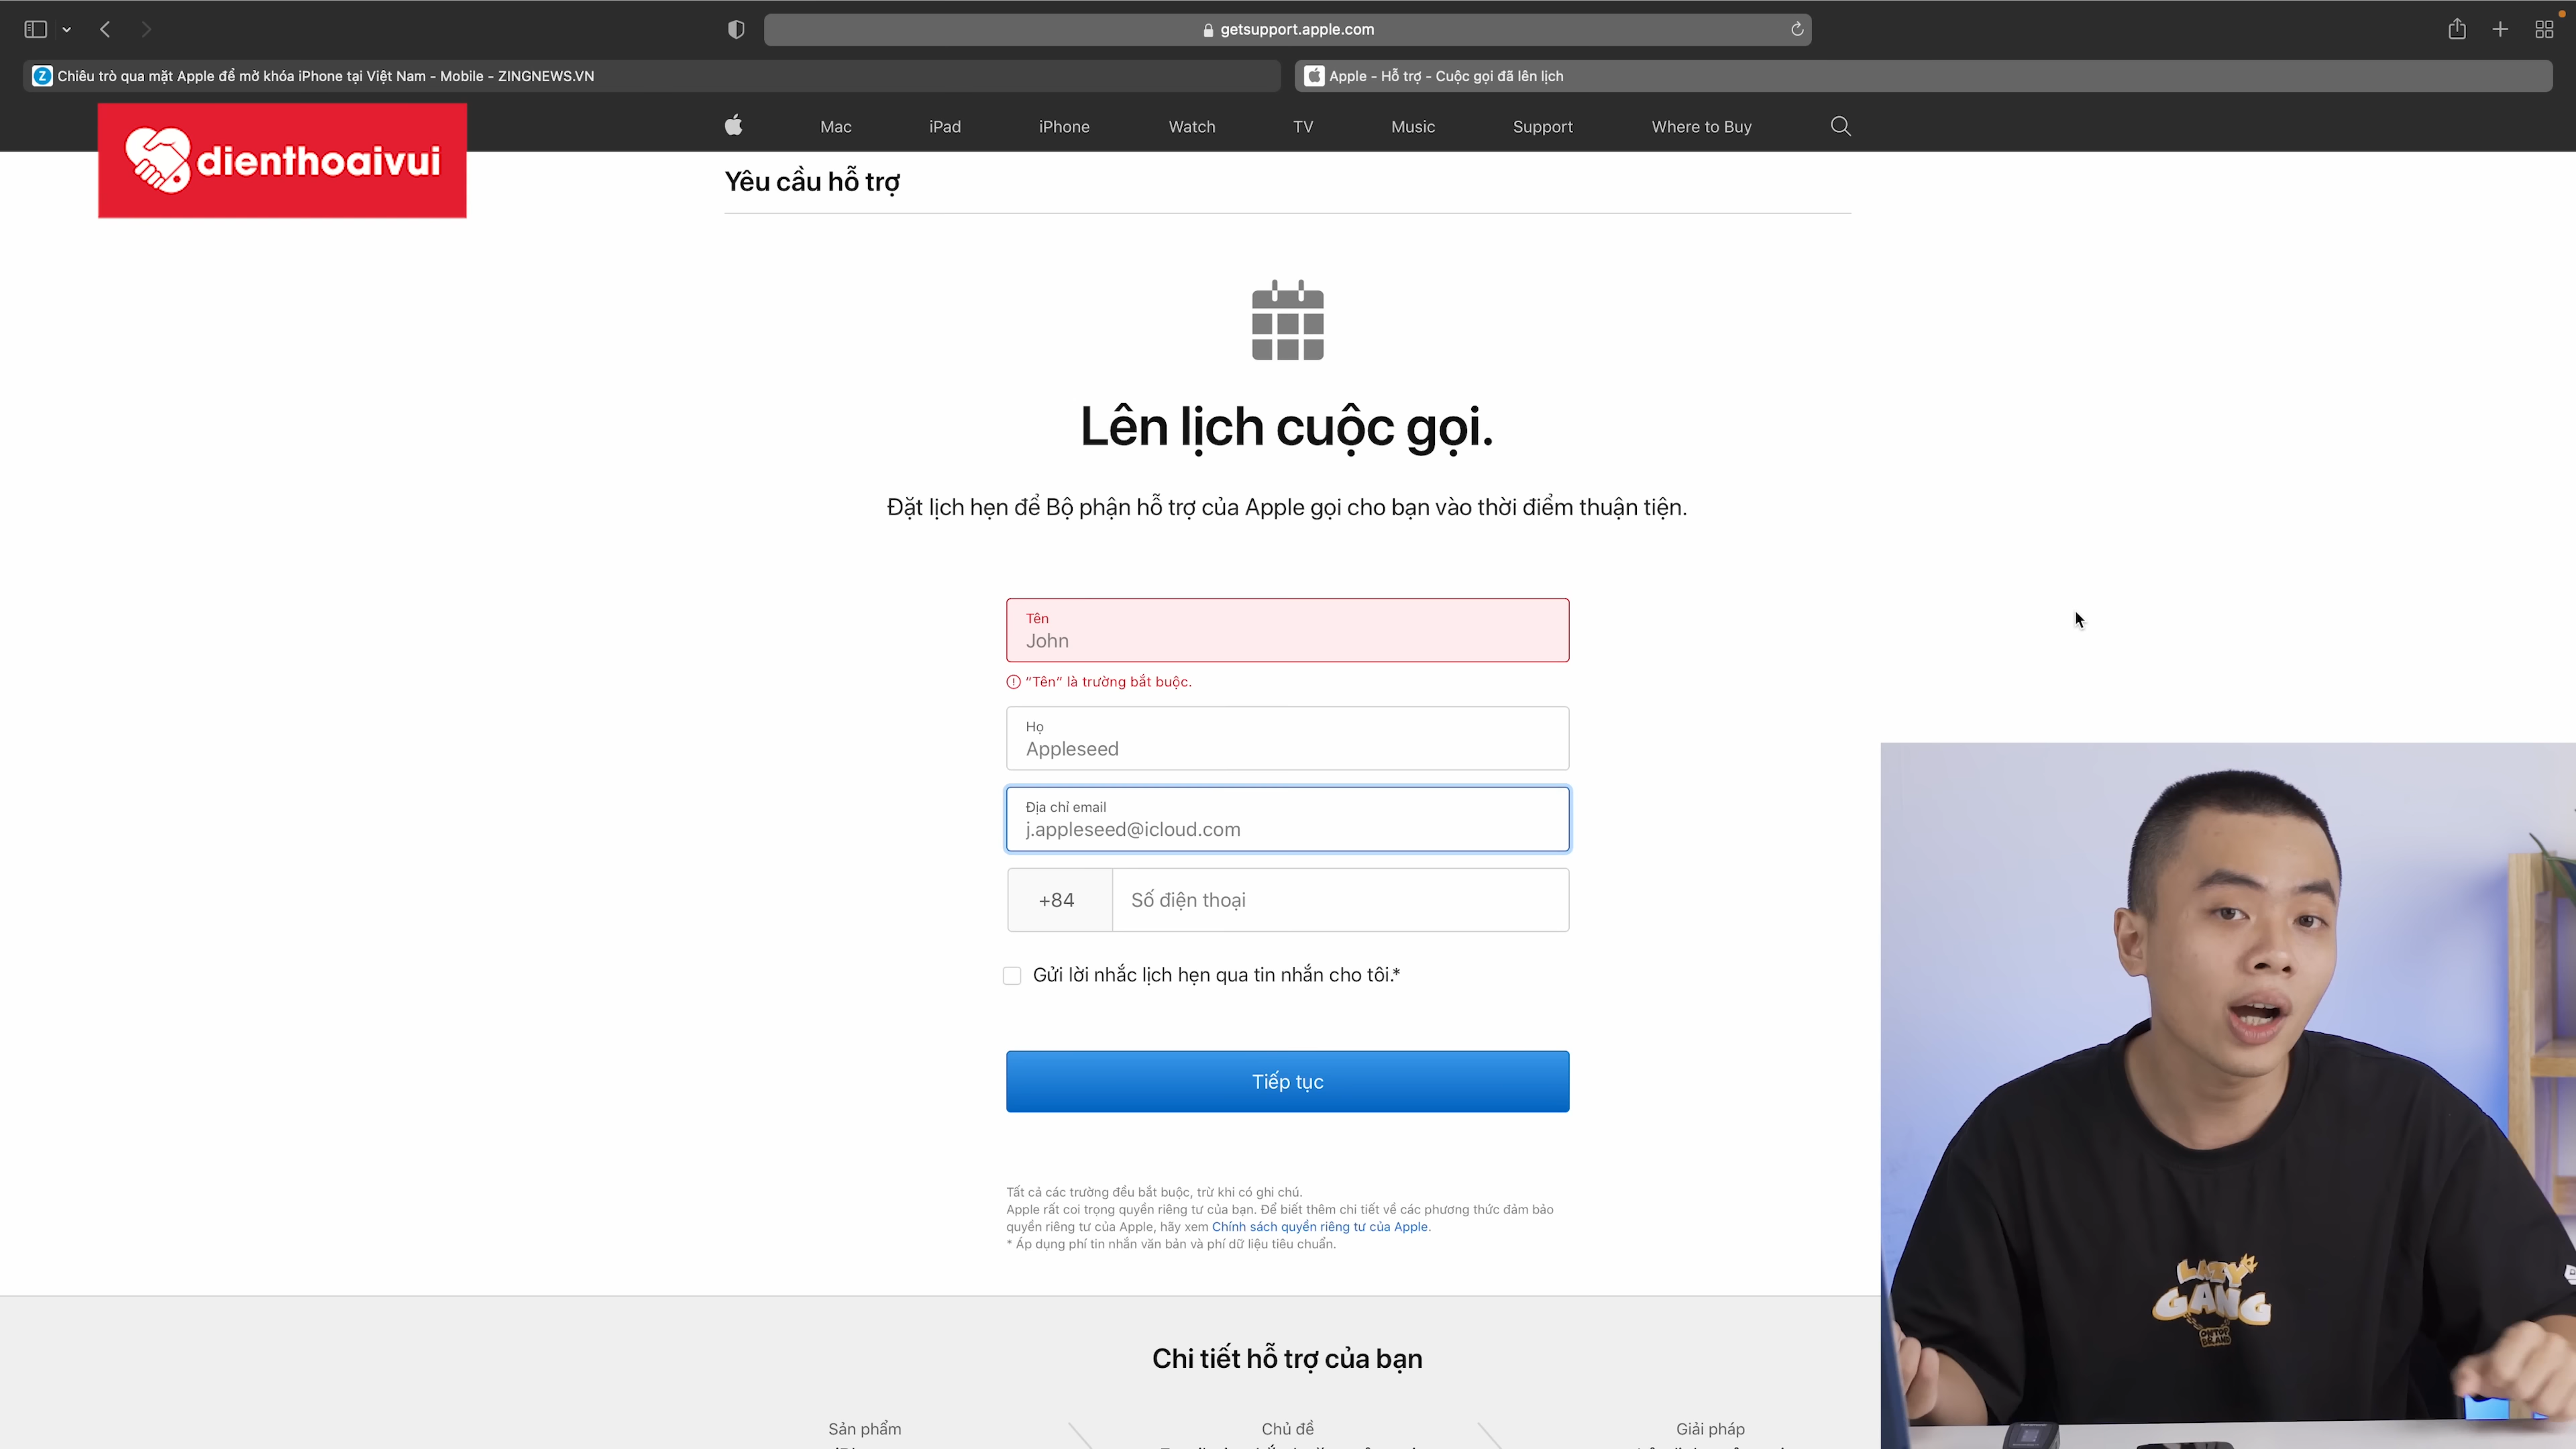 getsupport.apple.com
Chiêu trò qua mặt Apple để mở khóa iPhone tại Việt Nam - Mobile - ZINGNEWS.VN
Apple - Hỗ trợ - Cuộc gọi đã lên lịch
dienthoaivui
Mac iPad iPhone Watch TV Music Support Where to Buy
Yêu cầu hỗ trợ
Lên lịch cuộc gọi.
Đặt lịch hẹn để Bộ phận hỗ trợ của Apple gọi cho bạn vào thời điểm thuận tiện.
Tên
John
"Tên" là trường bắt buộc.
Họ
Appleseed
Địa chỉ email
j.appleseed@icloud.com
+84 Số điện thoại
Gửi lời nhắc lịch hẹn qua tin nhắn cho tôi.*
Tiếp tục
Tất cả các trường đều bắt buộc, trừ khi có ghi chú.
Apple rất coi trọng quyền riêng tư của bạn. Để biết thêm chi tiết về các phương thức đảm bảo
quyền riêng tư của Apple, hãy xem Chính sách quyền riêng tư của Apple.
* Áp dụng phí tin nhắn văn bản và phí dữ liệu tiêu chuẩn.
LAZY
GANG
Chi tiết hỗ trợ của bạn
Sản phẩm Chủ đề Giải pháp